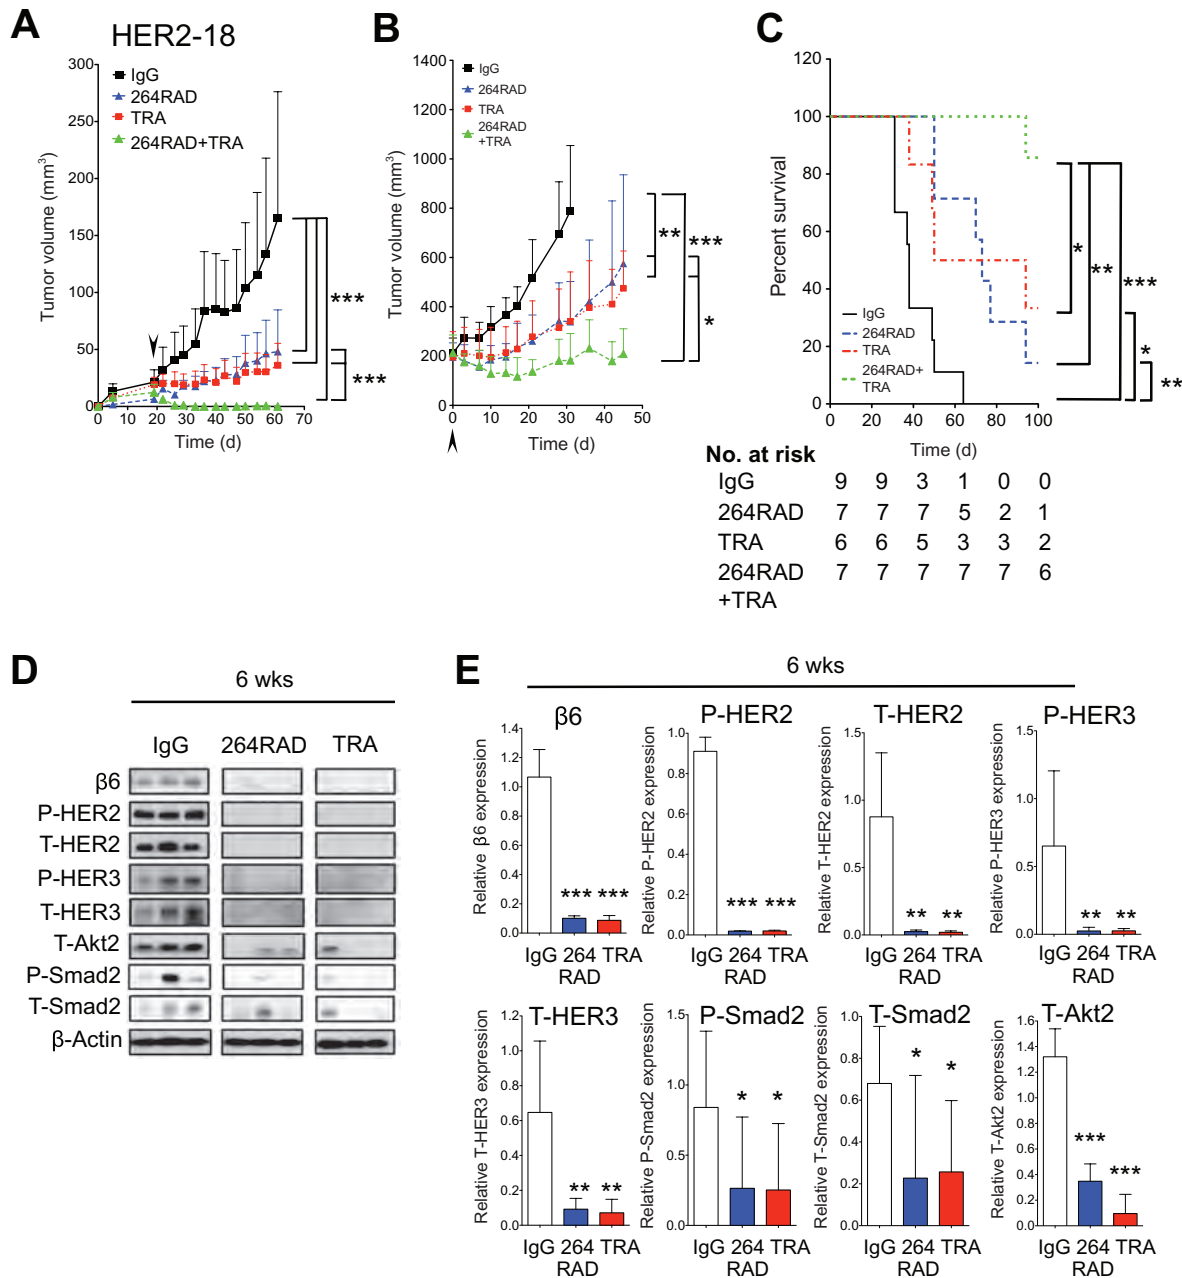 A
HER2-18
300
250
200
150
100
50
0
Tumor volume (mm³)
IgG
264RAD
TRA
264RAD+TRA
***
***
0 10 20 30 40 50 60 70
Time (d)
B
1400
1200
1000
800
600
400
200
0
Tumor volume (mm³)
IgG
264RAD
TRA
264RAD
+TRA
**
***
*
0 10 20 30 40 50
Time (d)
C
120
100
80
60
40
20
0
Percent survival
IgG
264RAD
TRA
264RAD+
TRA
*
**
***
*
**
0 20 40 60 80 100
Time (d)
No. at risk
IgG 9 9 3 1 0 0
264RAD 7 7 7 5 2 1
TRA 6 6 5 3 3 2
264RAD 7 7 7 7 7 6
+TRA
D
6 wks
IgG 264RAD TRA
β6
P-HER2
T-HER2
P-HER3
T-HER3
T-Akt2
P-Smad2
T-Smad2
β-Actin
E
6 wks
β6
Relative β6 expression
1.4
1.2
1.0
0.8
0.6
0.4
0.2
0.0
*** ***
IgG 264 TRA
RAD
P-HER2
Relative P-HER2 expression
1.0
0.8
0.6
0.4
0.2
0.0
*** ***
IgG 264 TRA
RAD
T-HER2
Relative T-HER2 expression
1.5
1.0
0.5
0.0
** **
IgG 264 TRA
RAD
P-HER3
Relative P-HER3 expression
1.5
1.0
0.5
0.0
** **
IgG 264 TRA
RAD
T-HER3
Relative T-HER3 expression
1.2
1.0
0.8
0.6
0.4
0.2
0.0
** **
IgG 264 TRA
RAD
P-Smad2
Relative P-Smad2 expression
1.5
1.0
0.5
0.0
* *
IgG 264 TRA
RAD
T-Smad2
Relative T-Smad2 expression
1.0
0.8
0.6
0.4
0.2
0.0
* *
IgG 264 TRA
RAD
T-Akt2
Relative T-Akt2 expression
1.6
1.4
1.2
1.0
0.8
0.6
0.4
0.2
0.0
*** ***
IgG 264 TRA
RAD